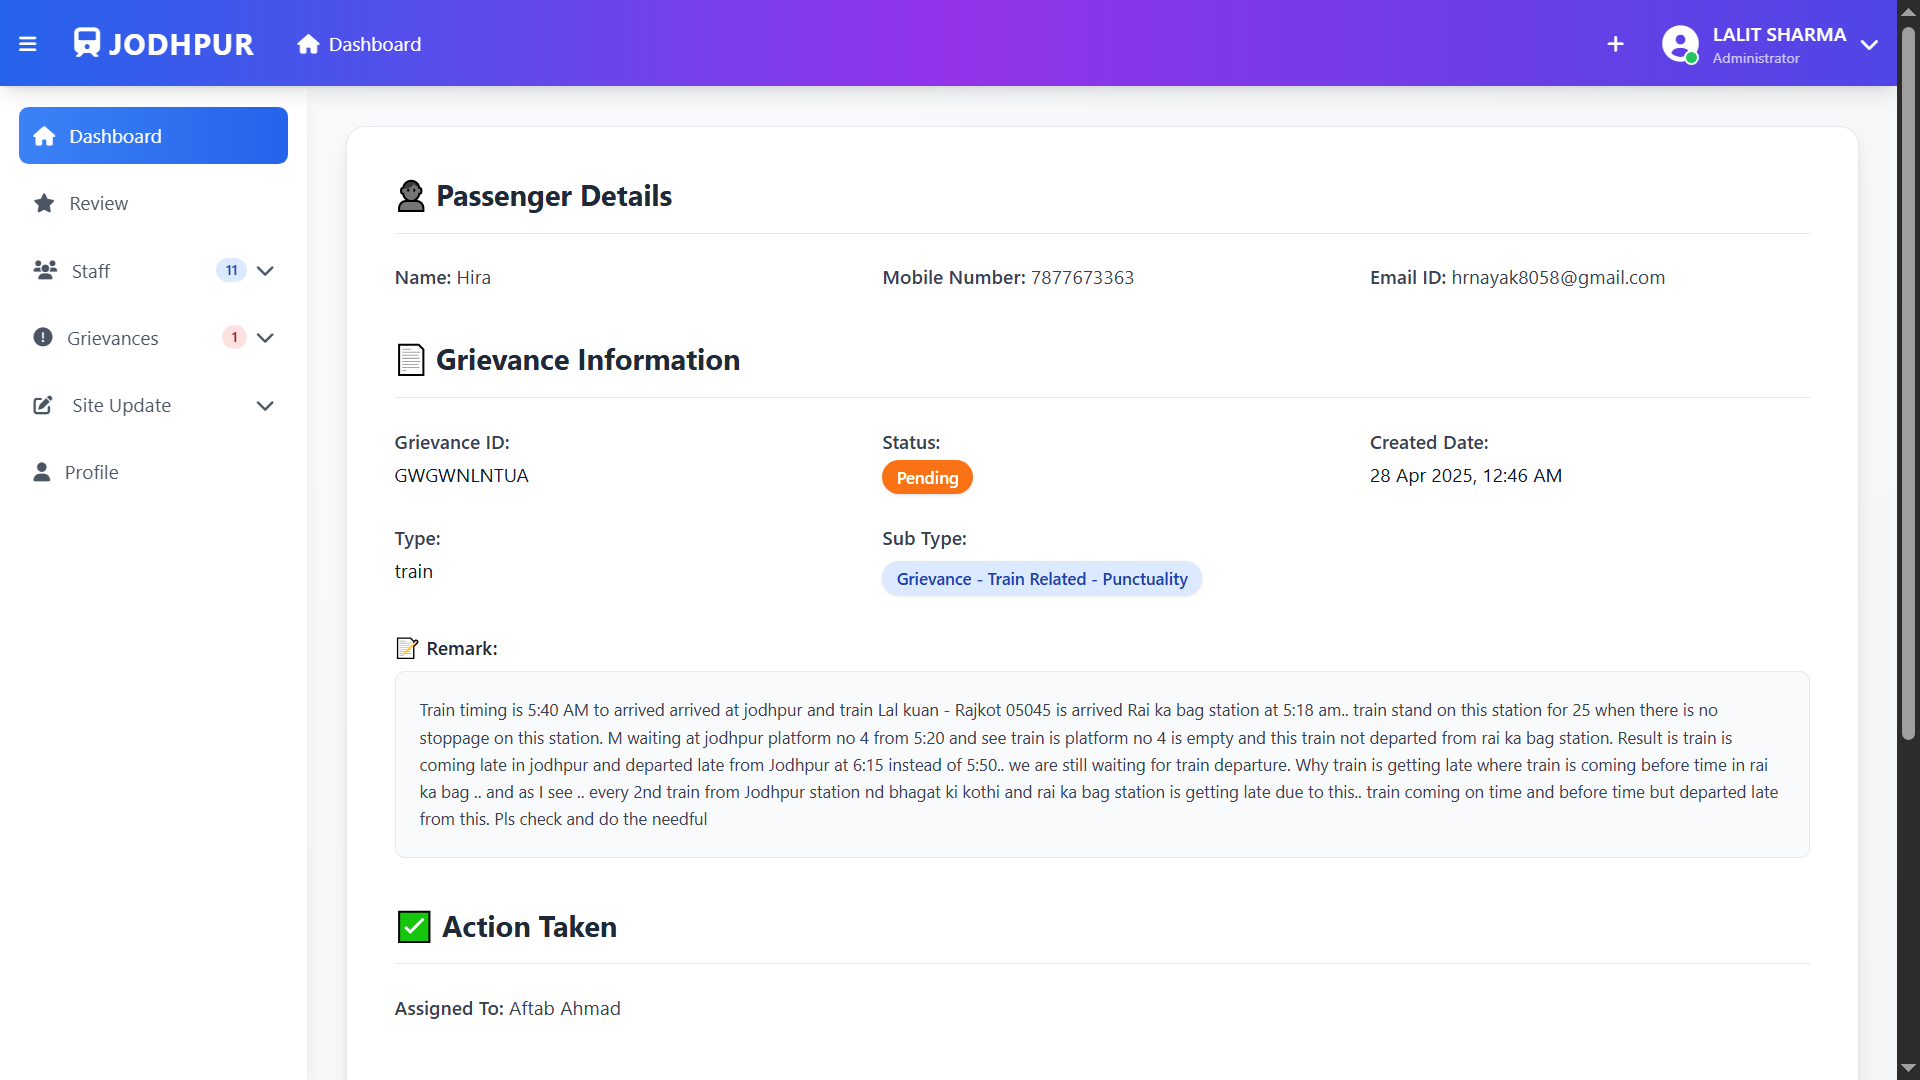 JODHPUR
Dashboard
LALIT SHARMA
Administrator
Dashboard
Review
Staff 11
Grievances 1
Site Update
Profile
Passenger Details
Name: Hira
Mobile Number: 7877673363
Email ID: hrnayak8058@gmail.com
Grievance Information
Grievance ID:
GWGWNLNTUA
Status:
Pending
Created Date:
28 Apr 2025, 12:46 AM
Type:
train
Sub Type:
Grievance - Train Related - Punctuality
Remark:
Train timing is 5:40 AM to arrived arrived at jodhpur and train Lal kuan - Rajkot 05045 is arrived Rai ka bag station at 5:18 am.. train stand on this station for 25 when there is no
stoppage on this station. M waiting at jodhpur platform no 4 from 5:20 and see train is platform no 4 is empty and this train not departed from rai ka bag station. Result is train is
coming late in jodhpur and departed late from Jodhpur at 6:15 instead of 5:50.. we are still waiting for train departure. Why train is getting late where train is coming before time in rai
ka bag .. and as I see .. every 2nd train from Jodhpur station nd bhagat ki kothi and rai ka bag station is getting late due to this.. train coming on time and before time but departed late
from this. Pls check and do the needful
Action Taken
Assigned To: Aftab Ahmad